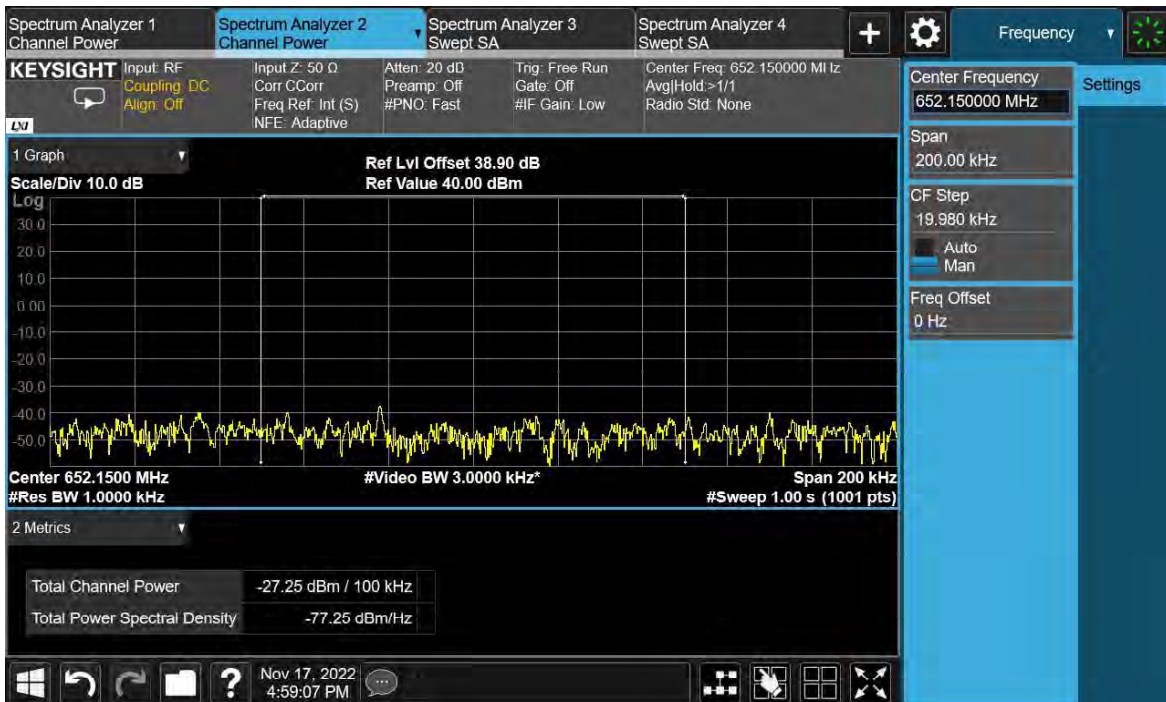 Spectrum Analyzer 1
Channel Power
Spectrum Analyzer 2
Channel Power
Spectrum Analyzer 3
Swept SA
Spectrum Analyzer 4
Swept SA
+
Frequency
KEYSIGHT
LXI
Input: RF
Coupling: DC
Align: Off
Input Z: 50 Ω
Corr CCorr
Freq Ref: Int (S)
NFE: Adaptive
Atten: 20 dB
Preamp: Off
#PNO: Fast
Trig: Free Run
Gate: Off
#IF Gain: Low
Center Freq: 652.150000 MHz
Avg|Hold:>1/1
Radio Std: None
Center Frequency
652.150000 MHz
Settings
Span
200.00 kHz
CF Step
19.980 kHz
Auto
Man
Freq Offset
0 Hz
1 Graph
Scale/Div 10.0 dB
Ref Lvl Offset 38.90 dB
Ref Value 40.00 dBm
Log
30.0
20.0
10.0
0.00
-10.0
-20.0
-30.0
-40.0
-50.0
Center 652.1500 MHz
#Video BW 3.0000 kHz*
Span 200 kHz
#Res BW 1.0000 kHz
#Sweep 1.00 s (1001 pts)
2 Metrics
Total Channel Power -27.25 dBm / 100 kHz
Total Power Spectral Density -77.25 dBm/Hz
?
Nov 17, 2022
4:59:07 PM